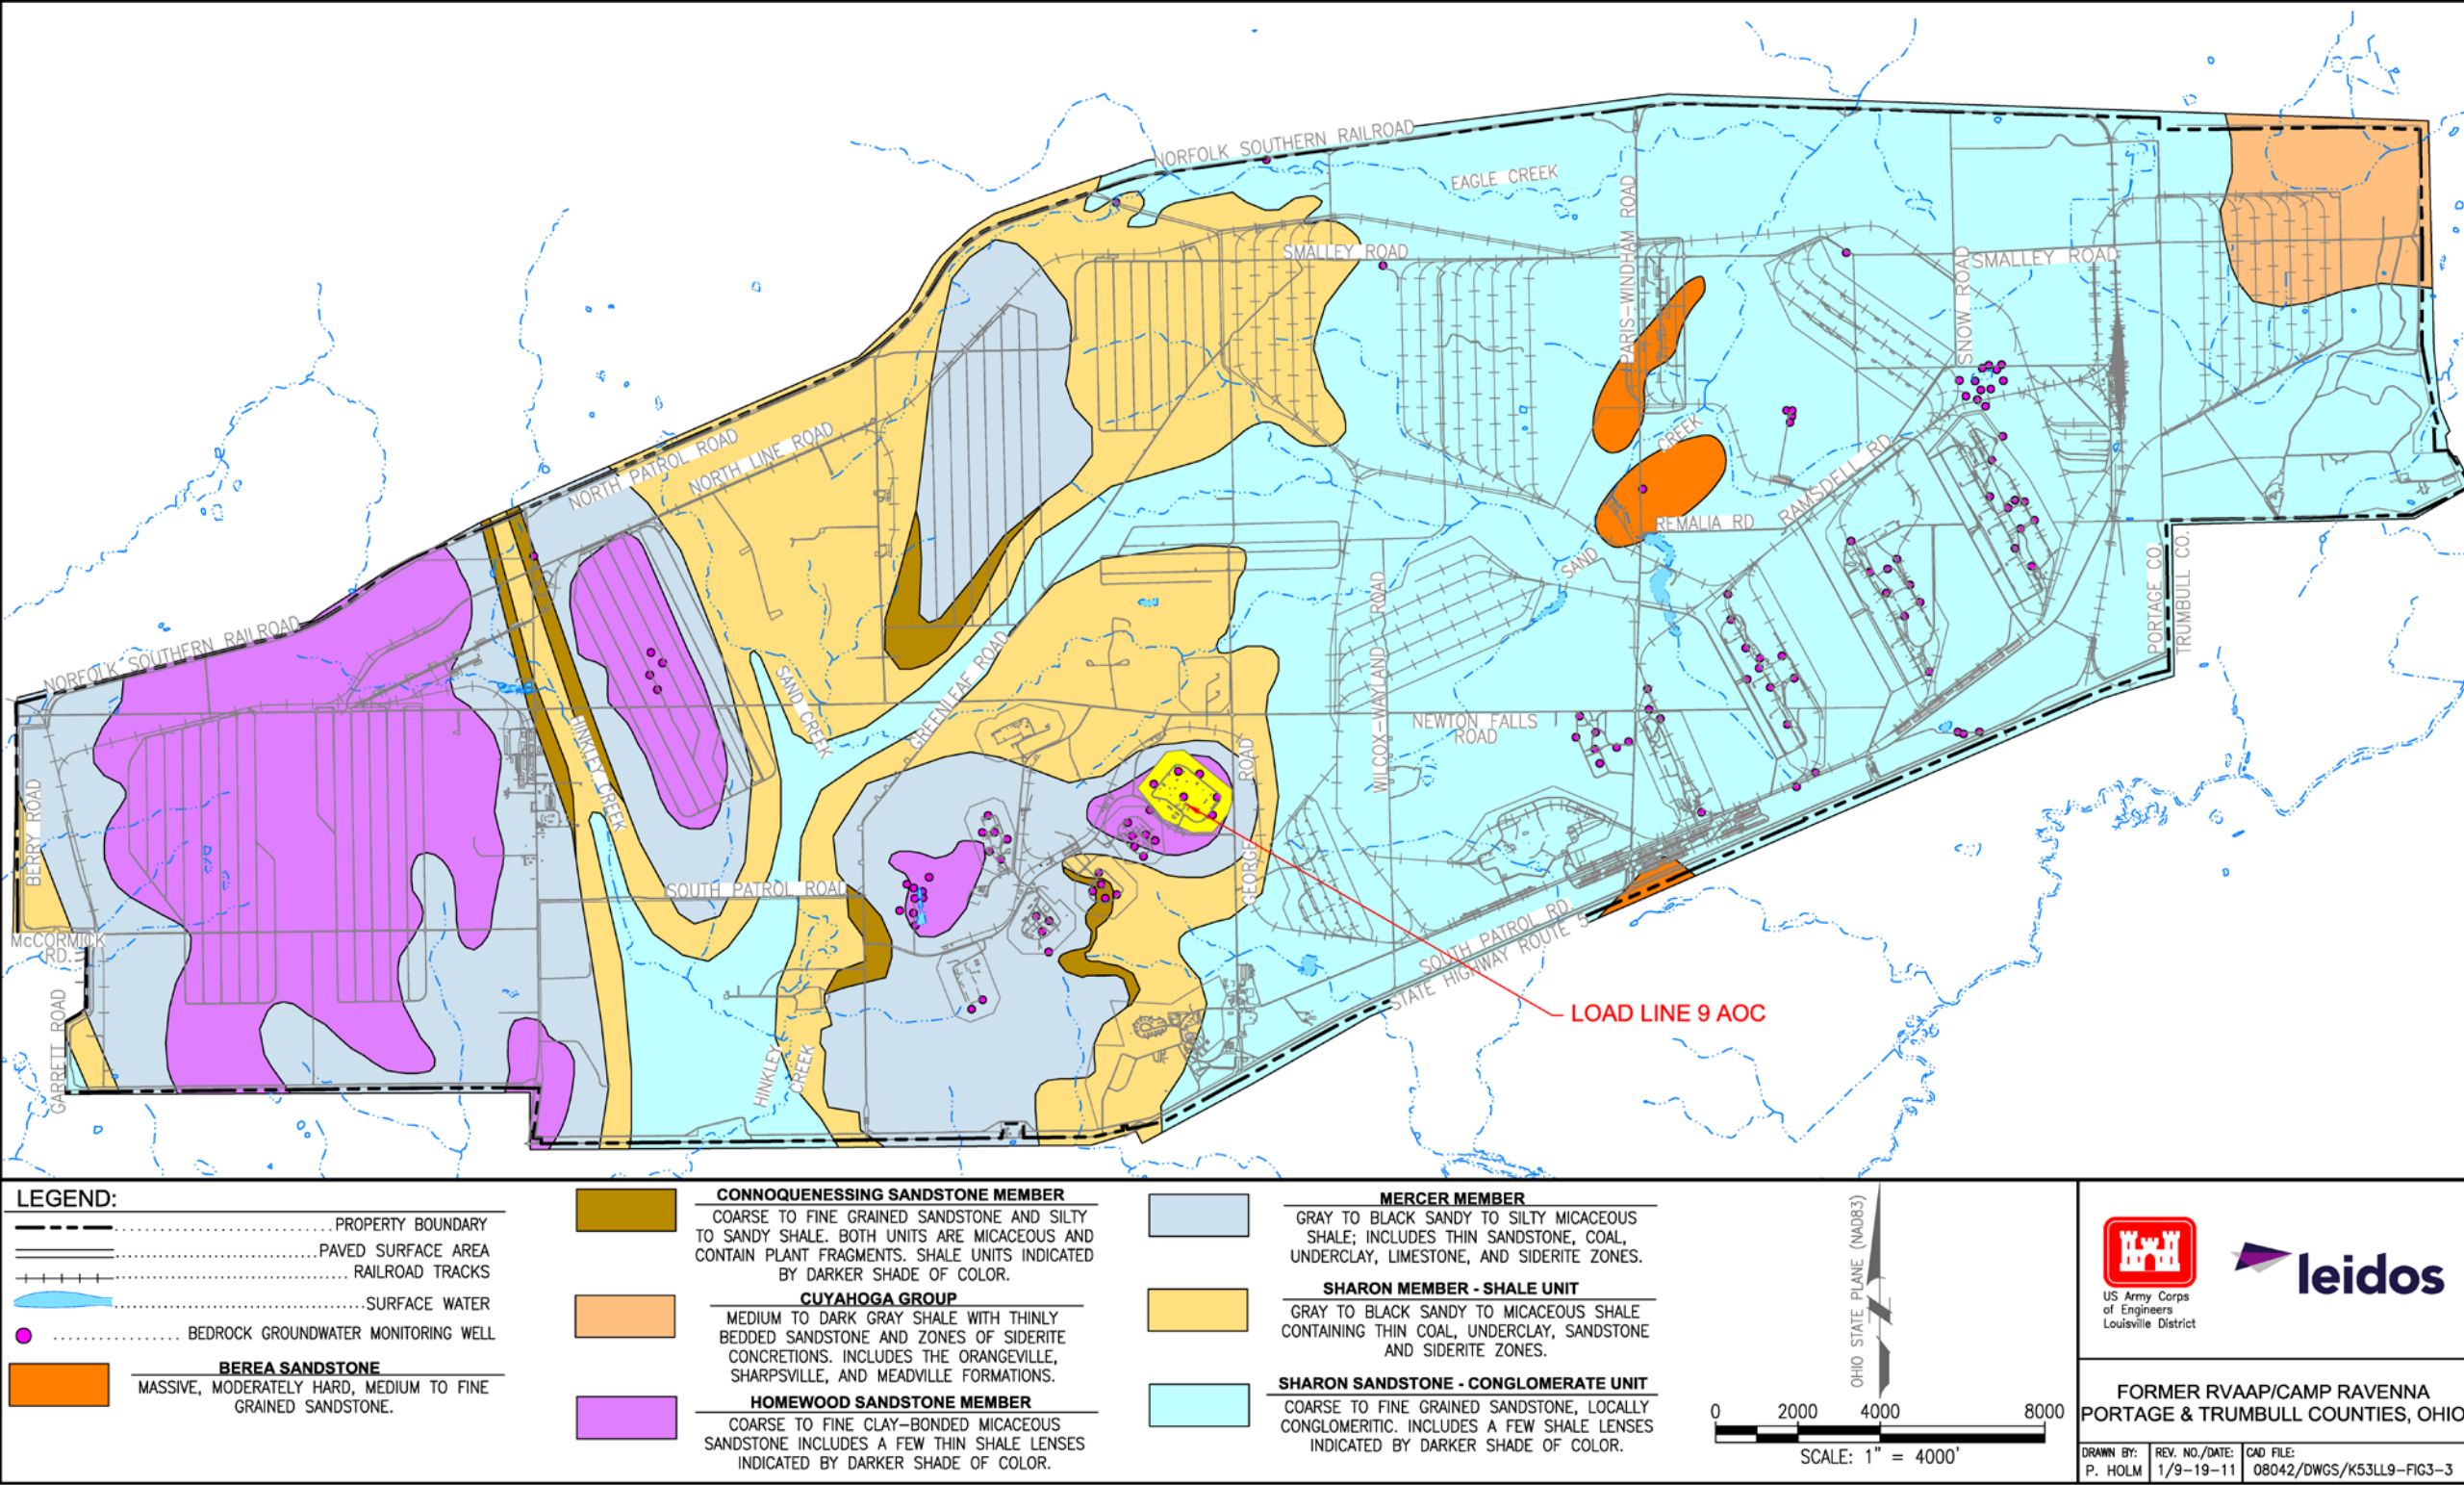 NORFOLK SOUTHERN RAILROAD
EAGLE CREEK
PARIS-WINDHAM ROAD
SMALLEY ROAD
SNOW ROAD
SMALLEY ROAD
NORTH PATROL ROAD
NORTH LINE ROAD
CREEK
RAMSDELL RD
REMALIA RD
SAND
PORTAGE CO.
TRUMBULL CO.
NORFOLK SOUTHERN RAILROAD
SAND CREEK
GREENLEAF ROAD
WILCOX-WAYLAND ROAD
HINKLEY CREEK
NEWTON FALLS
ROAD
BERRY ROAD
GEORGE ROAD
SOUTH PATROL ROAD
McCORMICK
RD.
SOUTH PATROL RD
STATE HIGHWAY ROUTE 5
GARRETT ROAD
HINKLEY
CREEK
LOAD LINE 9 AOC
LEGEND:
PROPERTY BOUNDARY
PAVED SURFACE AREA
RAILROAD TRACKS
SURFACE WATER
BEDROCK GROUNDWATER MONITORING WELL
BEREA SANDSTONE
MASSIVE, MODERATELY HARD, MEDIUM TO FINE
GRAINED SANDSTONE.
CONNOQUENESSING SANDSTONE MEMBER
COARSE TO FINE GRAINED SANDSTONE AND SILTY
TO SANDY SHALE. BOTH UNITS ARE MICACEOUS AND
CONTAIN PLANT FRAGMENTS. SHALE UNITS INDICATED
BY DARKER SHADE OF COLOR.
CUYAHOGA GROUP
MEDIUM TO DARK GRAY SHALE WITH THINLY
BEDDED SANDSTONE AND ZONES OF SIDERITE
CONCRETIONS. INCLUDES THE ORANGEVILLE,
SHARPSVILLE, AND MEADVILLE FORMATIONS.
HOMEWOOD SANDSTONE MEMBER
COARSE TO FINE CLAY-BONDED MICACEOUS
SANDSTONE INCLUDES A FEW THIN SHALE LENSES
INDICATED BY DARKER SHADE OF COLOR.
MERCER MEMBER
GRAY TO BLACK SANDY TO SILTY MICACEOUS
SHALE; INCLUDES THIN SANDSTONE, COAL,
UNDERCLAY, LIMESTONE, AND SIDERITE ZONES.
SHARON MEMBER - SHALE UNIT
GRAY TO BLACK SANDY TO MICACEOUS SHALE
CONTAINING THIN COAL, UNDERCLAY, SANDSTONE
AND SIDERITE ZONES.
SHARON SANDSTONE - CONGLOMERATE UNIT
COARSE TO FINE GRAINED SANDSTONE, LOCALLY
CONGLOMERITIC. INCLUDES A FEW SHALE LENSES
INDICATED BY DARKER SHADE OF COLOR.
OHIO STATE PLANE (NAD83)
0 2000 4000 8000
SCALE: 1" = 4000'
US Army Corps
of Engineers
Louisville District
leidos
FORMER RVAAP/CAMP RAVENNA
PORTAGE & TRUMBULL COUNTIES, OHIO
DRAWN BY:
P. HOLM
REV. NO./DATE:
1/9-19-11
CAD FILE:
08042/DWGS/K53LL9-FIG3-3